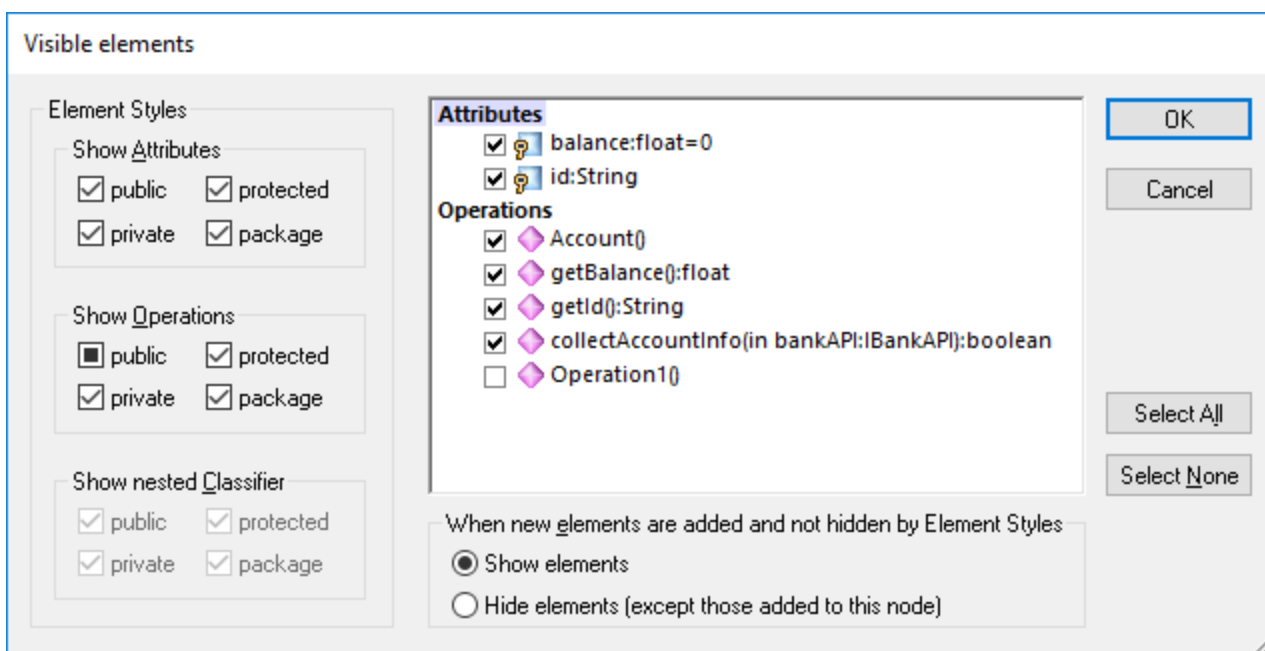 Visible elements
Element Styles
Show Attributes
public protected
private package
Show Operations
public protected
private package
Show nested Classifier
public protected
private package
Attributes
balance:float=0
id:String
Operations
Account()
getBalance():float
getId():String
collectAccountInfo(in bankAPI:IBankAPI):boolean
Operation1()
When new elements are added and not hidden by Element Styles
Show elements
Hide elements (except those added to this node)
OK
Cancel
Select All
Select None